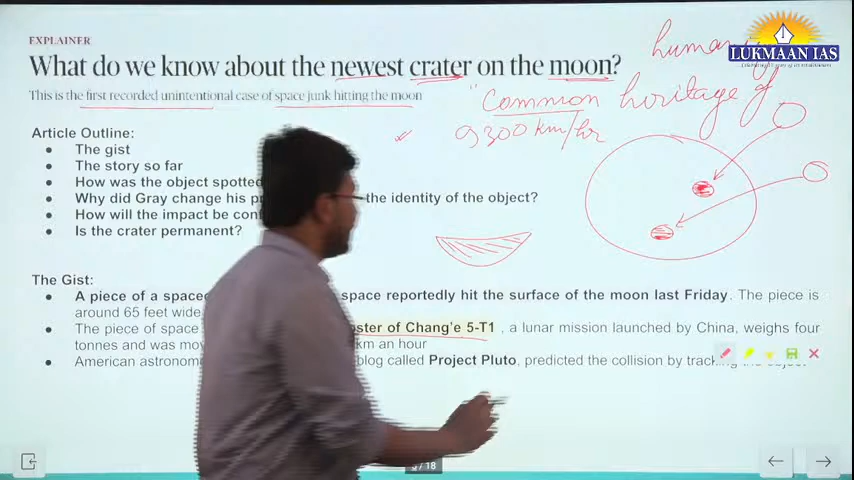 EXPLAINER
What do we know about the newest crater on the moon?
This is the first recorded unintentional case of space junk hitting the moon
human
LUKMAAN IAS
"Common heritage of
9300 km/hr
Article Outline:
• The gist
• The story so far
• How was the object spotted
• Why did Gray change his the identity of the object?
• How will the impact be
• Is the crater permanent?
The Gist:
• A piece of a space reportedly hit the surface of the moon last Friday. The piece is
around 65 feet wide
• The piece of space of Chang'e 5-T1 , a lunar mission launched by China, weighs four
tonnes and was km an hour
• American blog called Project Pluto, predicted the collision by the object
/ 18